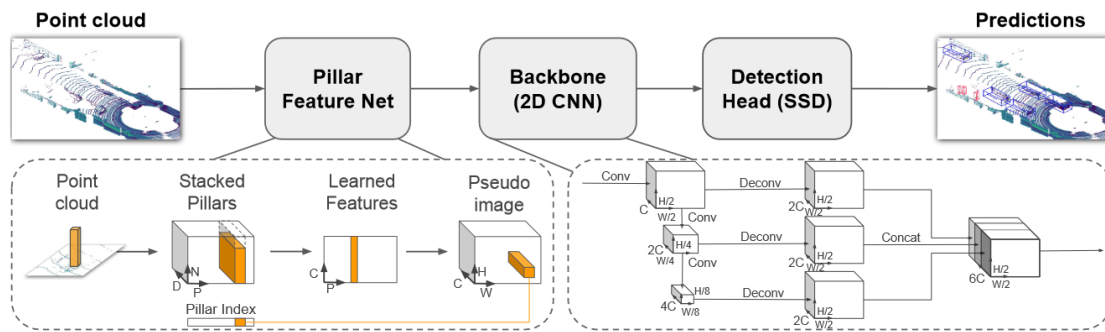 Point cloud
Predictions
Pillar
Feature Net
Backbone
(2D CNN)
Detection
Head (SSD)
Point
cloud
Stacked
Pillars
Learned
Features
Pseudo
image
N
D
P
C
P
H
C
W
Pillar Index
Conv
H/2
C
W/2
Conv
H/4
2C
W/4
Conv
H/8
4C
W/8
Deconv
Deconv
Deconv
H/2
2C
W/2
H/2
2C
W/2
H/2
2C
W/2
Concat
H/2
6C
W/2